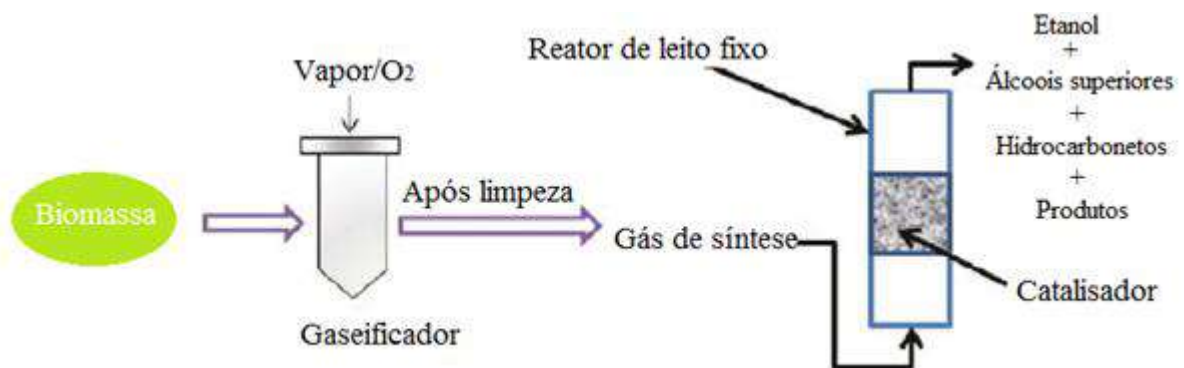 Biomassa
Vapor/O2
Gaseificador
Após limpeza
Gás de síntese
Reator de leito fixo
Catalisador
Etanol
+
Álcoois superiores
+
Hidrocarbonetos
+
Produtos